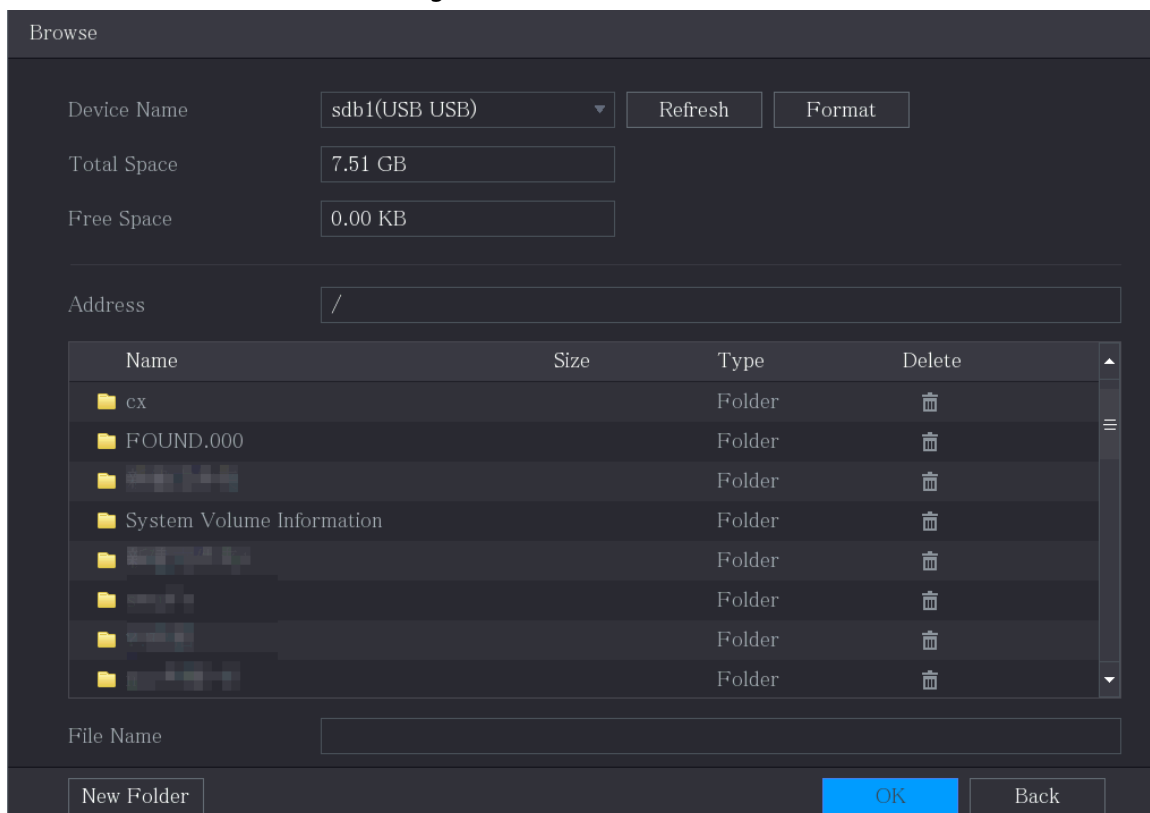 Browse
Device Name sdb1(USB USB) Refresh Format
Total Space 7.51 GB
Free Space 0.00 KB
Address /
Name Size Type Delete
cx Folder
FOUND.000 Folder
Folder
System Volume Information Folder
Folder
Folder
Folder
Folder
File Name
New Folder OK Back